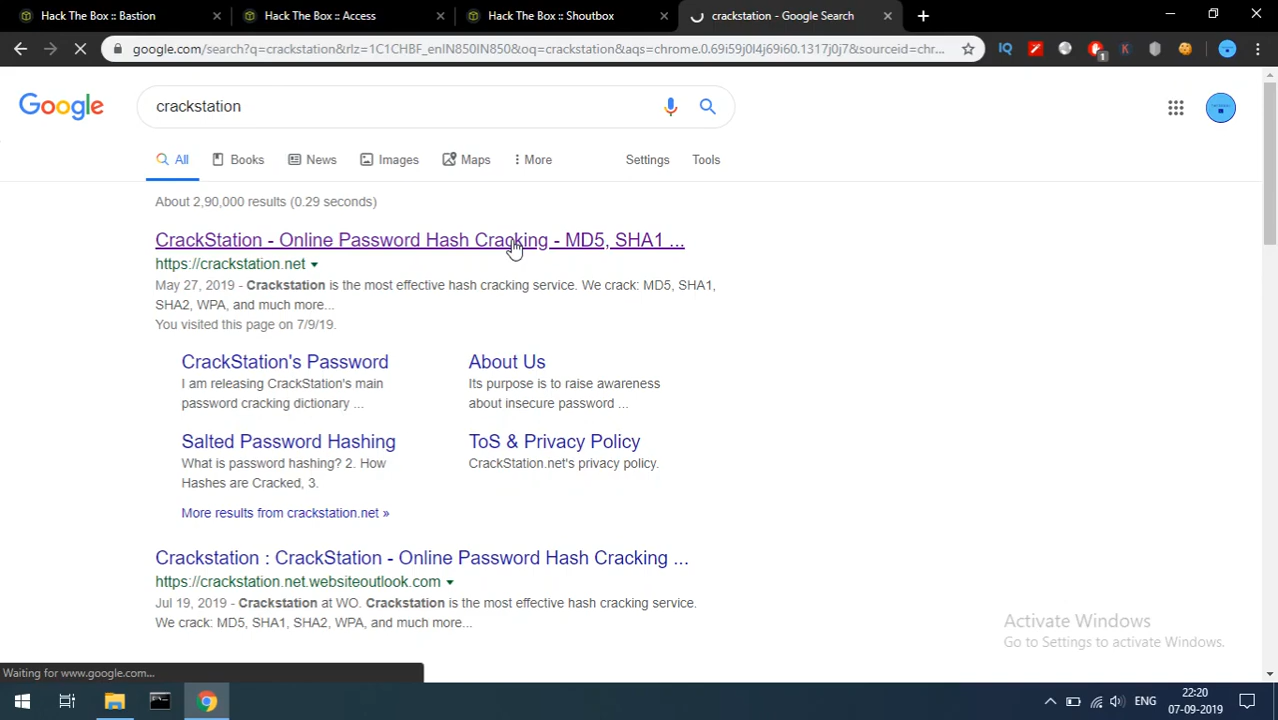 Hack The Box :: Bastion
Hack The Box :: Access
Hack The Box :: Shoutbox
crackstation - Google Search
google.com/search?q=crackstation&rlz=1C1CHBF_enIN850IN850&oq=crackstation&aqs=chrome.0.69i59j0l4j69i60.1317j0j7&sourceid=chr...
IQ
K
1
Google
crackstation
All
Books
News
Images
Maps
More
Settings
Tools
About 2,90,000 results (0.29 seconds)
CrackStation - Online Password Hash Cracking - MD5, SHA1 ...
https://crackstation.net
May 27, 2019 - Crackstation is the most effective hash cracking service. We crack: MD5, SHA1,
SHA2, WPA, and much more...
You visited this page on 7/9/19.
CrackStation's Password
I am releasing CrackStation's main
password cracking dictionary ...
About Us
Its purpose is to raise awareness
about insecure password ...
Salted Password Hashing
What is password hashing? 2. How
Hashes are Cracked, 3.
ToS & Privacy Policy
CrackStation.net's privacy policy.
More results from crackstation.net »
Crackstation : CrackStation - Online Password Hash Cracking ...
https://crackstation.net.websiteoutlook.com
Jul 19, 2019 - Crackstation at WO. Crackstation is the most effective hash cracking service.
We crack: MD5, SHA1, SHA2, WPA, and much more...
Activate Windows
Go to Settings to activate Windows.
Waiting for www.google.com...
ENG
22:20
07-09-2019